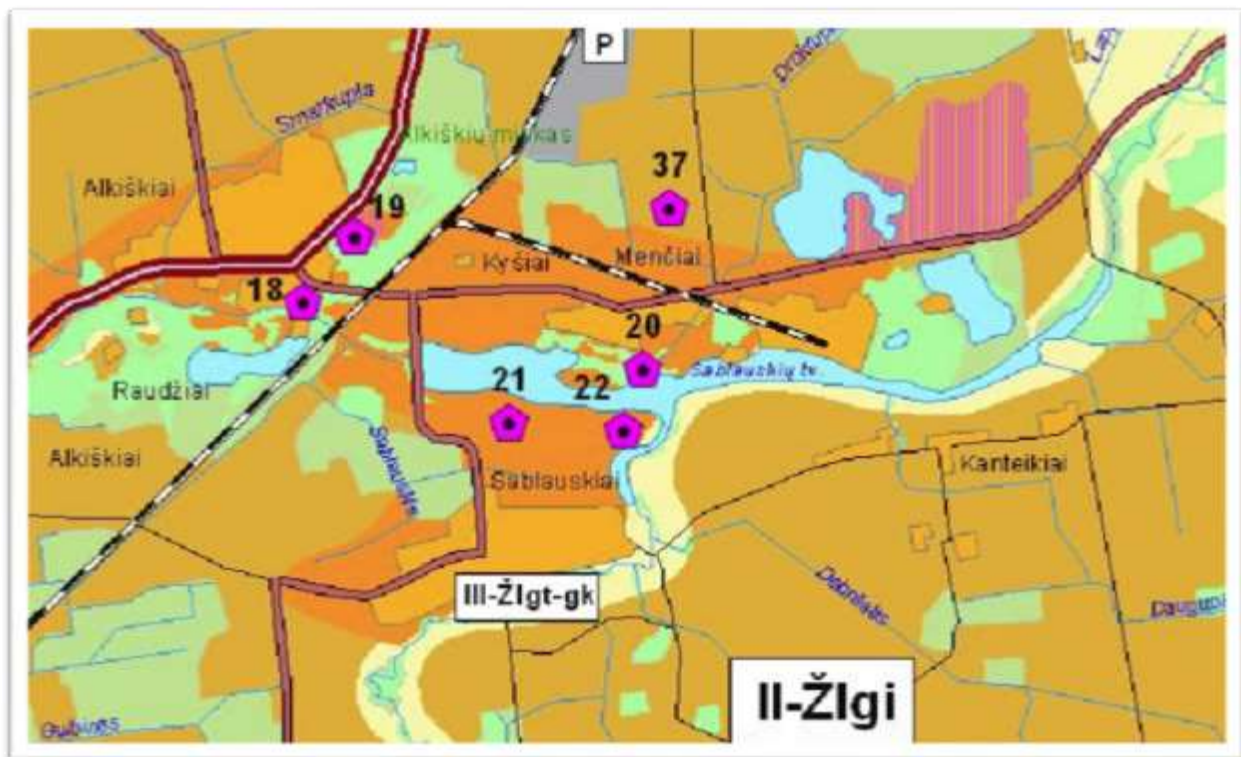 P
Smarkupla
Alkiškių miškas
37
Alkiškiai
19
Kyšiai
Menčiai
18
20
Sablauskių tv.
21
22
Raudžiai
Alkiškiai
Sablauskiai
Kanteikiai
III-Žlgt-gk
II-Žlgi